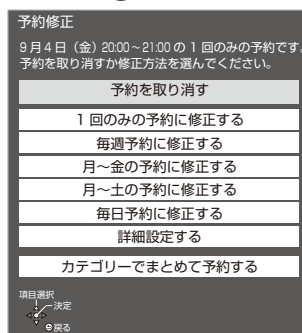 予約修正
9月4日（金）20:00～21:00の1回のみの予約です。
予約を取り消すか修正方法を選んでください。
予約を取り消す
1回のみの予約に修正する
毎週予約に修正する
月～金の予約に修正する
月～土の予約に修正する
毎日予約に修正する
詳細設定する
カテゴリーでまとめて予約する
項目選択
決定
戻る